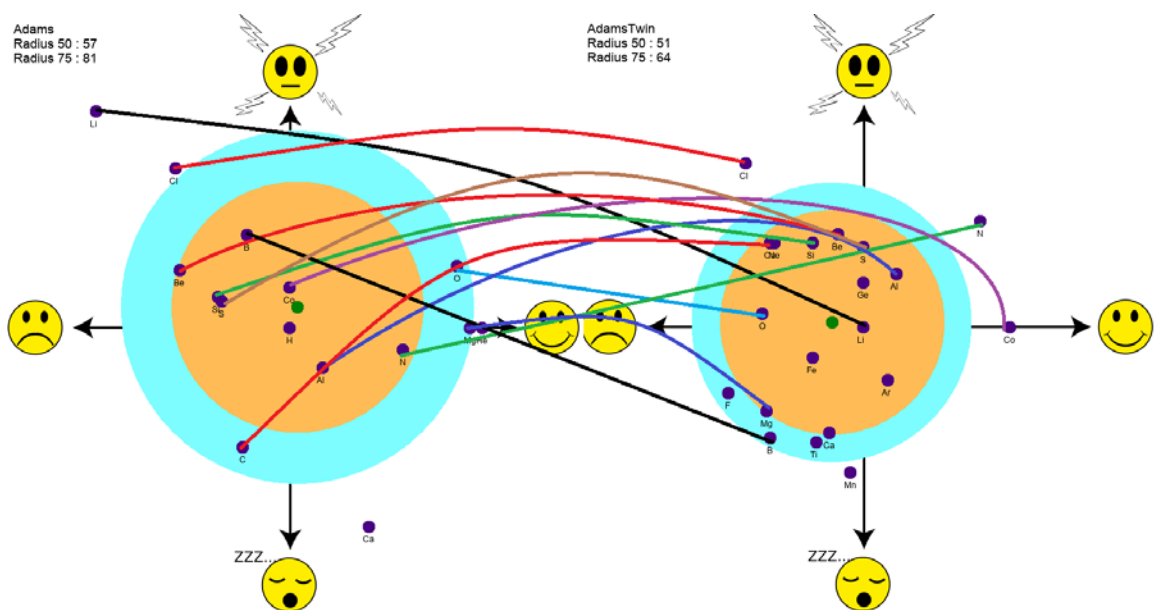 Adams
Radius 50 : 57
Radius 75 : 81
AdamsTwin
Radius 50 : 51
Radius 75 : 64
Li
Cl
Cl
B
N
Be
S
Be
Si
S
O
Al
Si
S
Co
Ge
O
H
Mg
He
Li
Co
N
Al
Fe
F
Ar
Mg
C
B
Ti
Ca
Mn
Ca
ZZZ....
ZZZ....